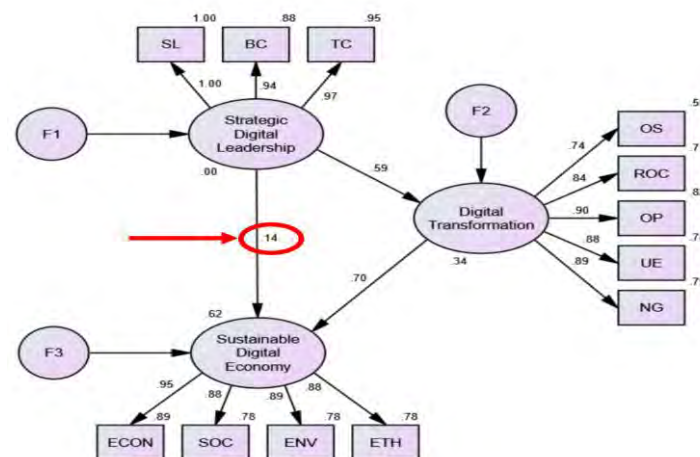 1.00 .88 .95
SL BC TC
1.00 .94 .97
F1
Strategic
Digital
Leadership
.00
F2
.59
.14
Digital
Transformation
.34
.74
.84
.90
.88
.89
OS
ROC
OP
UE
NG
.70
.62
F3
Sustainable
Digital
Economy
.95 .88 .89 .88
.89 .78 .78 .78
ECON SOC ENV ETH